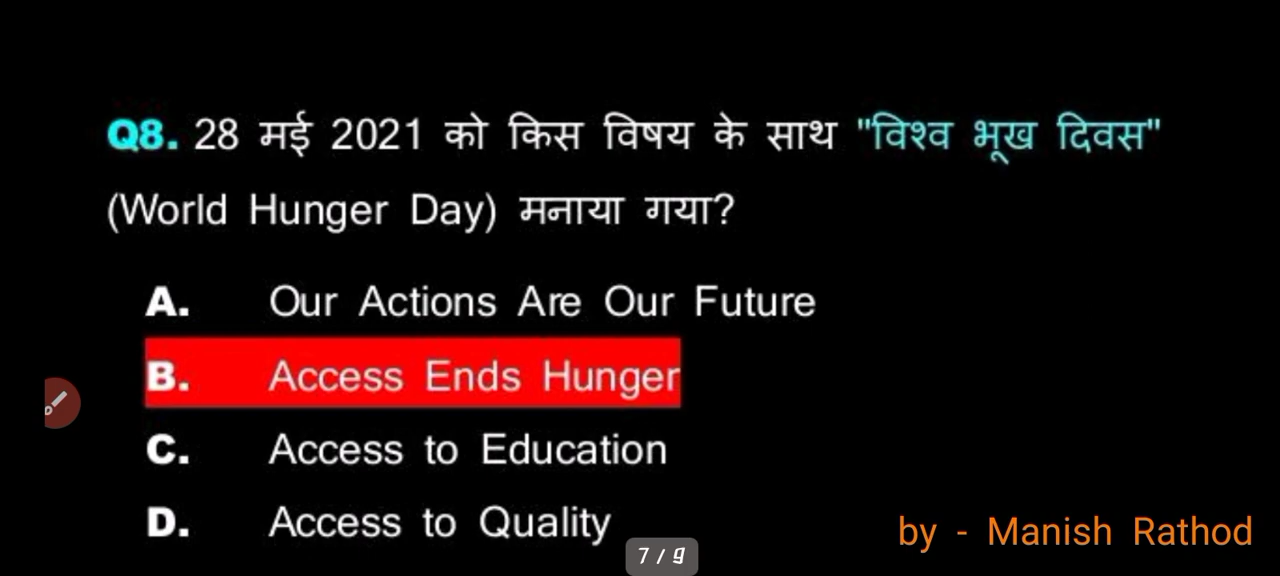 Q8. 28 मई 2021 को किस विषय के साथ "विश्व भूख दिवस"
(World Hunger Day) मनाया गया?
A. Our Actions Are Our Future
B. Access Ends Hunger
C. Access to Education
D. Access to Quality
by - Manish Rathod
7 / 9